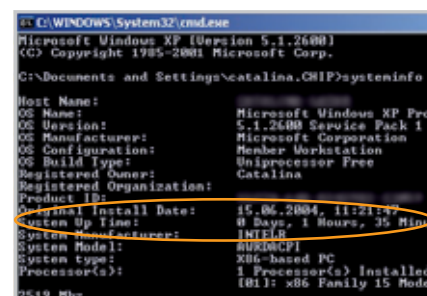 C:\WINDOWS\System32\cmd.exe
Microsoft Windows XP [Version 5.1.2600]
(C) Copyright 1985-2001 Microsoft Corp.
C:\Documents and Settings\catalina.CHIP>systeminfo
Host Name:
OS Name: Microsoft Windows XP Pro
OS Version: 5.1.2600 Service Pack 1
OS Manufacturer: Microsoft Corporation
OS Configuration: Member Workstation
OS Build Type: Uniprocessor Free
Registered Owner: Catalina
Registered Organization:
Product ID:
Original Install Date: 15.06.2004, 11:21:47
System Up Time: 0 Days, 1 Hours, 35 Minu
System Manufacturer: INTELR
System Model: AWRDACPI
System type: X86-based PC
Processor(s): 1 Processor(s) Installed
[01]: x86 Family 15 Mode
2519 Mhz